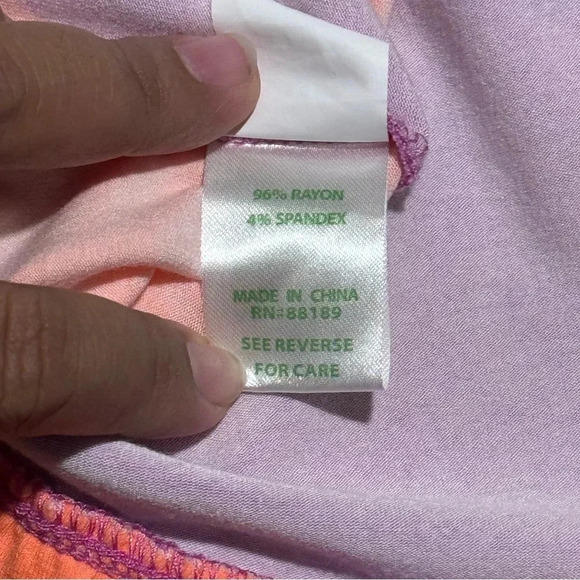 96% RAYON
4% SPANDEX
MADE IN CHINA
RN#88189
SEE REVERSE
FOR CARE